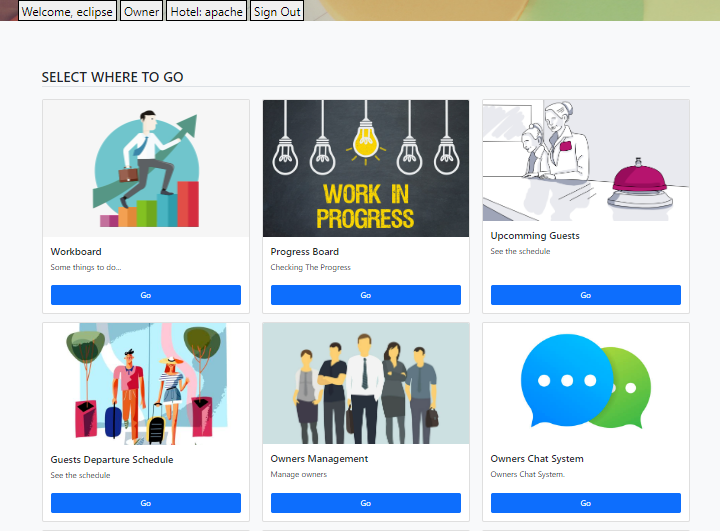 Welcome, eclipse
Owner
Hotel: apache
Sign Out
SELECT WHERE TO GO
WORK IN
PROGRESS
Workboard
Some things to do...
Go
Progress Board
Checking The Progress
Go
Upcomming Guests
See the schedule
Go
Guests Departure Schedule
See the schedule
Go
Owners Management
Manage owners
Go
Owners Chat System
Owners Chat System.
Go